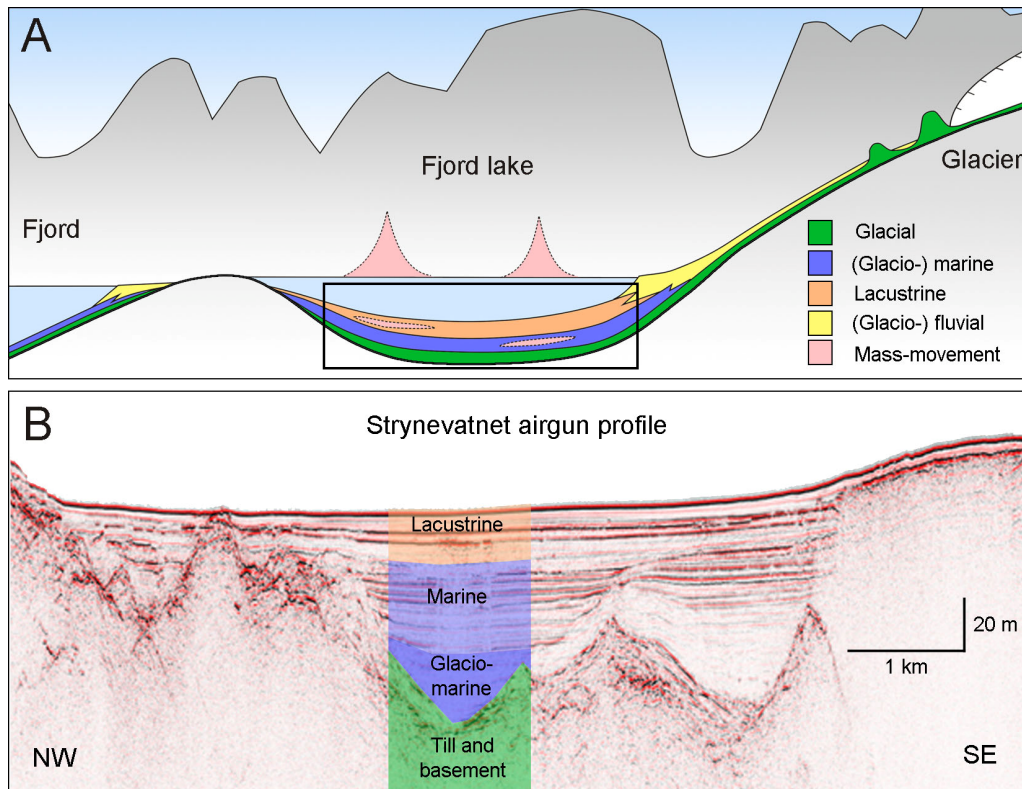 A
Fjord lake
Glacier
Fjord
Glacial
(Glacio-) marine
Lacustrine
(Glacio-) fluvial
Mass-movement
B
Strynevatnet airgun profile
Lacustrine
Marine
Glacio-
marine
Till and
basement
20 m
1 km
NW
SE